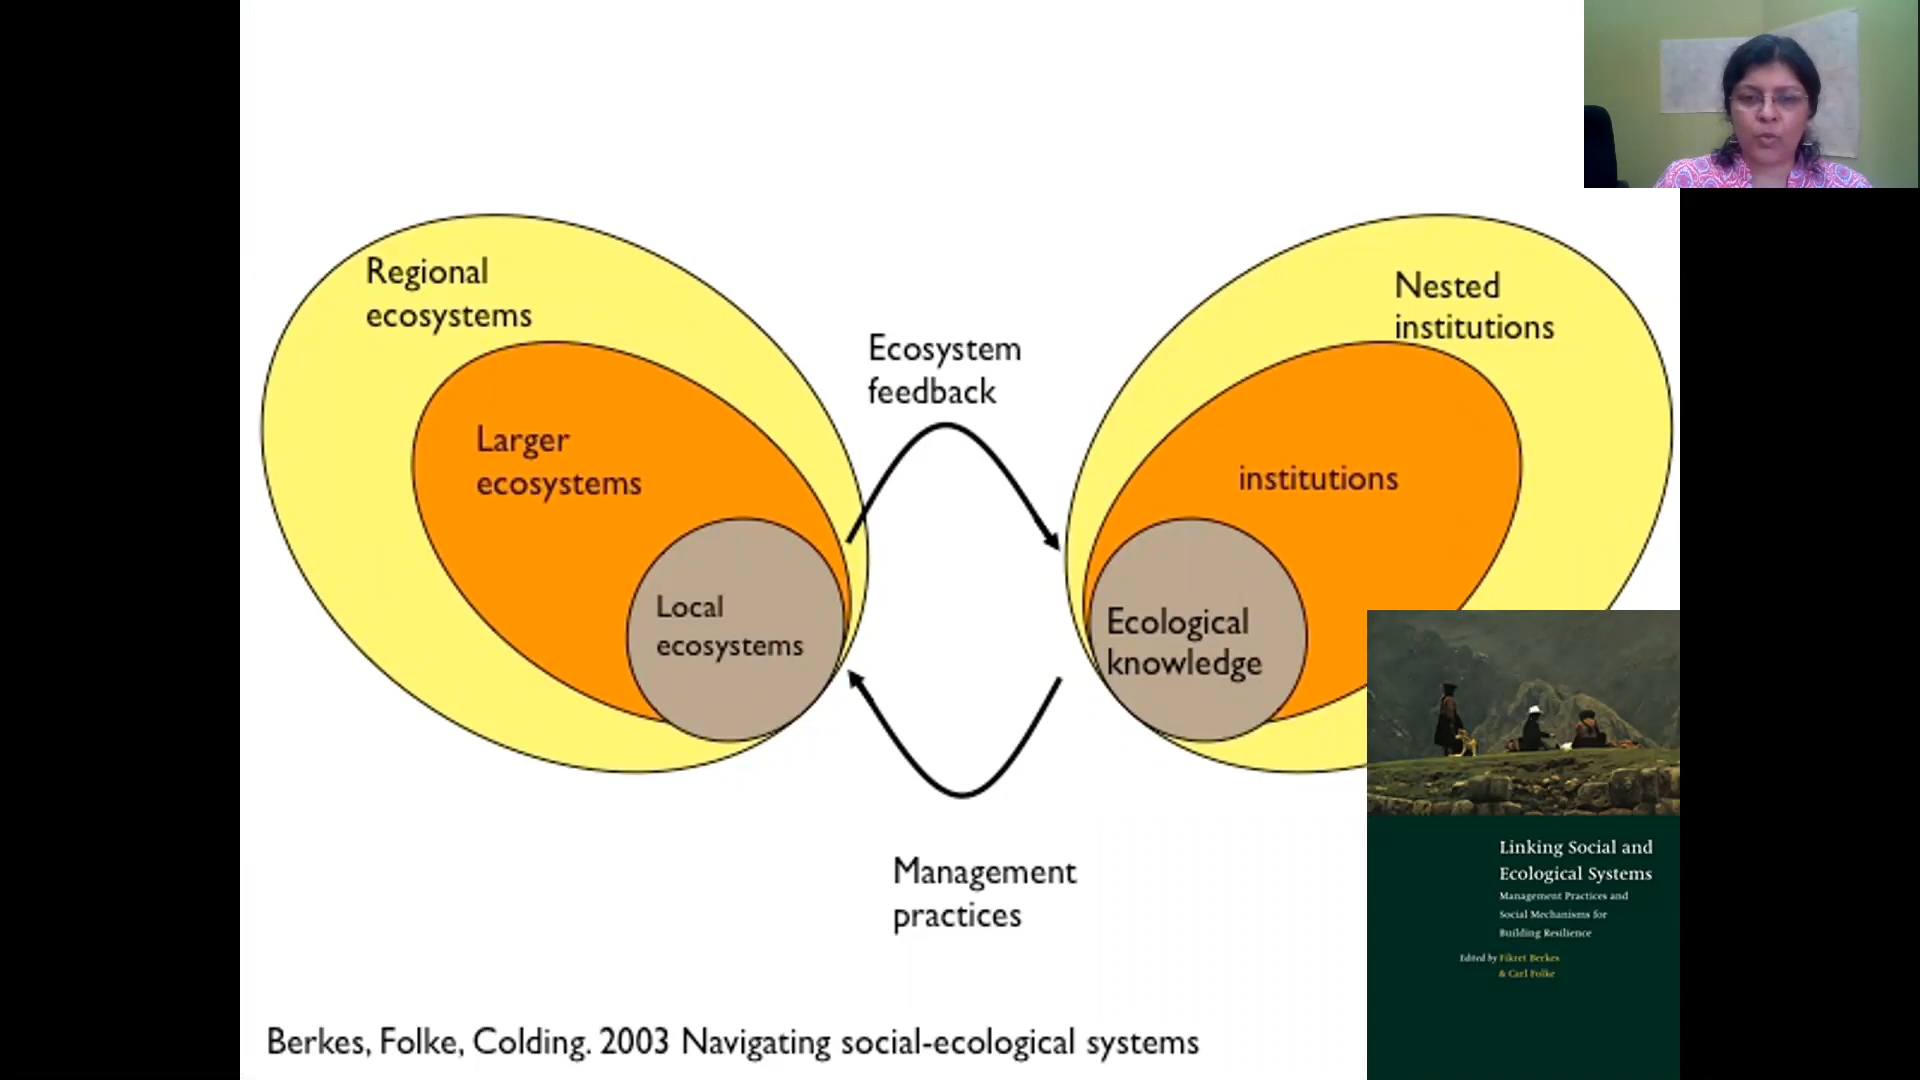 Regional
ecosystems
Larger
ecosystems
Local
ecosystems
Ecosystem
feedback
Management
practices
Nested
institutions
institutions
Ecological
knowledge
Linking Social and
Ecological Systems
Management Practices and
Social Mechanisms for
Building Resilience
Edited by Fikret Berkes
& Carl Folke
Berkes, Folke, Colding. 2003 Navigating social-ecological systems